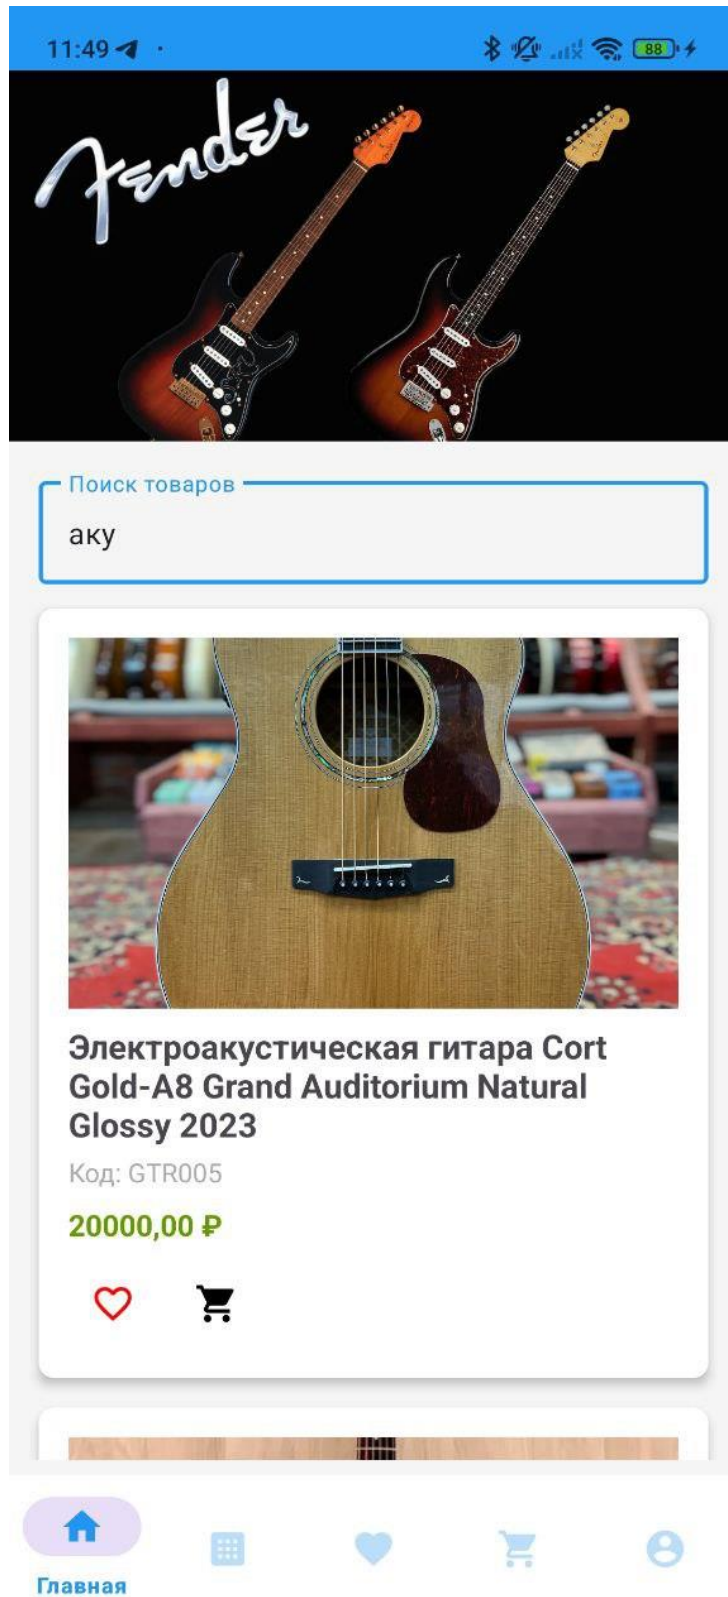 11:49
88
Fender
Поиск товаров
аку
Электроакустическая гитара Cort
Gold-A8 Grand Auditorium Natural
Glossy 2023
Код: GTR005
20000,00 ₽
Главная